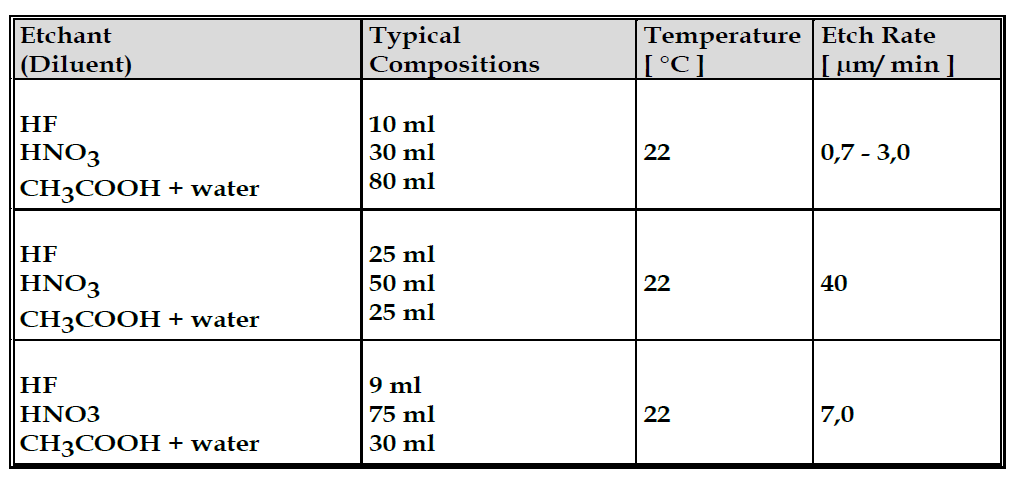 Etchant
(Diluent)
Typical
Compositions
Temperature
[ °C ]
Etch Rate
[ µm/ min ]
HF
HNO3
CH3COOH + water
10 ml
30 ml
80 ml
22
0,7 - 3,0
HF
HNO3
CH3COOH + water
25 ml
50 ml
25 ml
22
40
HF
HNO3
CH3COOH + water
9 ml
75 ml
30 ml
22
7,0